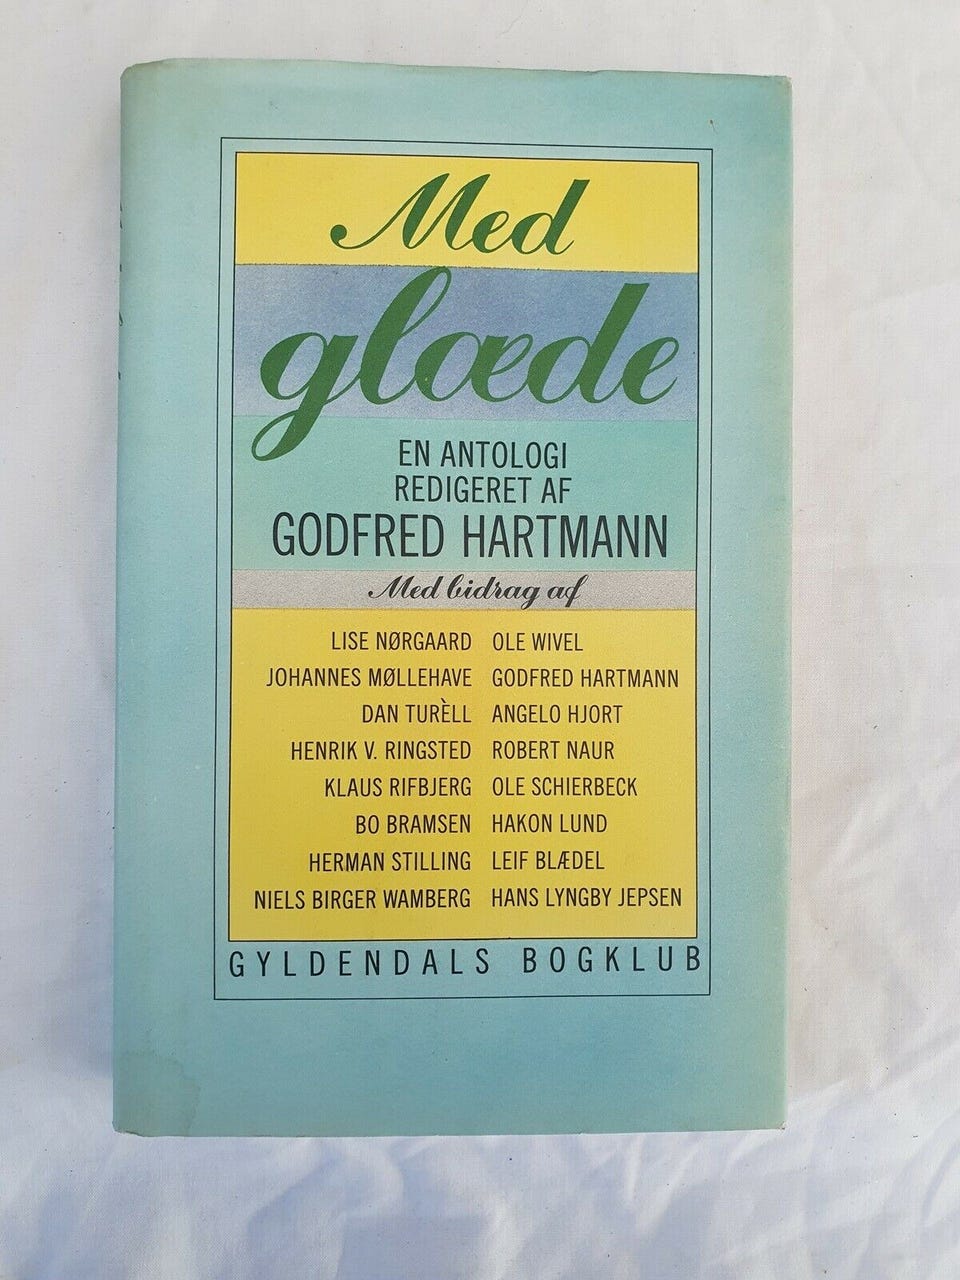 Med
glæde
EN ANTOLOGI
REDIGERET AF
GODFRED HARTMANN
Med bidrag af
LISE NØRGAARD OLE WIVEL
JOHANNES MØLLEHAVE GODFRED HARTMANN
DAN TURÈLL ANGELO HJORT
HENRIK V. RINGSTED ROBERT NAUR
KLAUS RIFBJERG OLE SCHIERBECK
BO BRAMSEN HAKON LUND
HERMAN STILLING LEIF BLÆDEL
NIELS BIRGER WAMBERG HANS LYNGBY JEPSEN
GYLDENDALS BOGKLUB